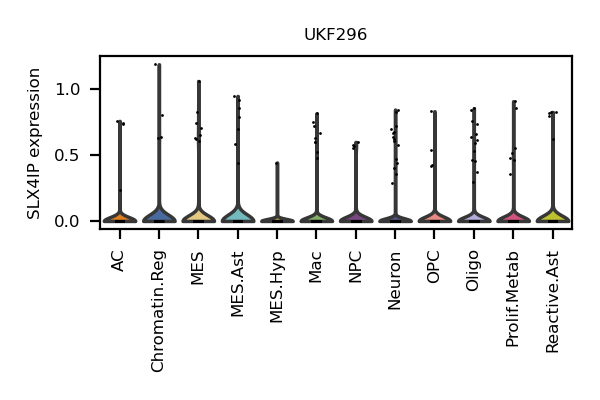 UKF296
SLX4IP expression
1.0
0.5
0.0
AC
Chromatin.Reg
MES
MES.Ast
MES.Hyp
Mac
NPC
Neuron
OPC
Oligo
Prolif.Metab
Reactive.Ast